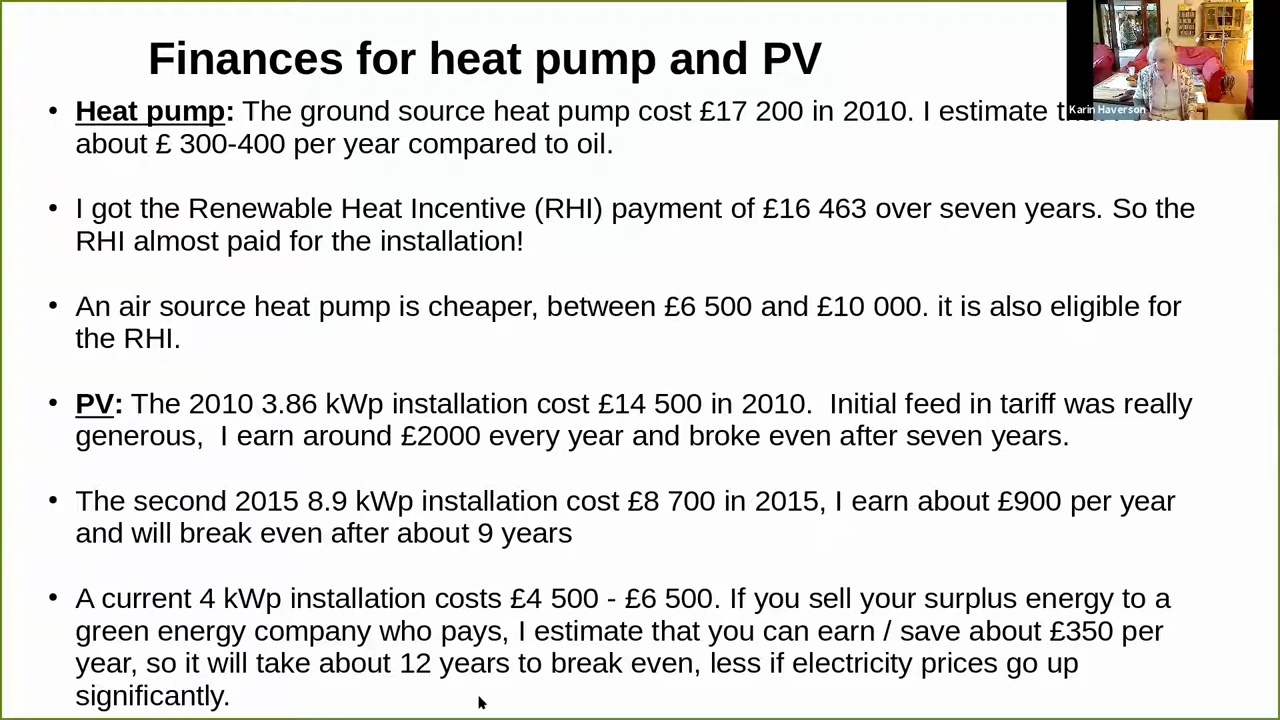 Finances for heat pump and PV
Karin Haverson
• Heat pump: The ground source heat pump cost £17 200 in 2010. I estimate
about £ 300-400 per year compared to oil.
• I got the Renewable Heat Incentive (RHI) payment of £16 463 over seven years. So the
RHI almost paid for the installation!
• An air source heat pump is cheaper, between £6 500 and £10 000. it is also eligible for
the RHI.
• PV: The 2010 3.86 kWp installation cost £14 500 in 2010.  Initial feed in tariff was really
generous,  I earn around £2000 every year and broke even after seven years.
• The second 2015 8.9 kWp installation cost £8 700 in 2015, I earn about £900 per year
and will break even after about 9 years
• A current 4 kWp installation costs £4 500 - £6 500. If you sell your surplus energy to a
green energy company who pays, I estimate that you can earn / save about £350 per
year, so it will take about 12 years to break even, less if electricity prices go up
significantly.